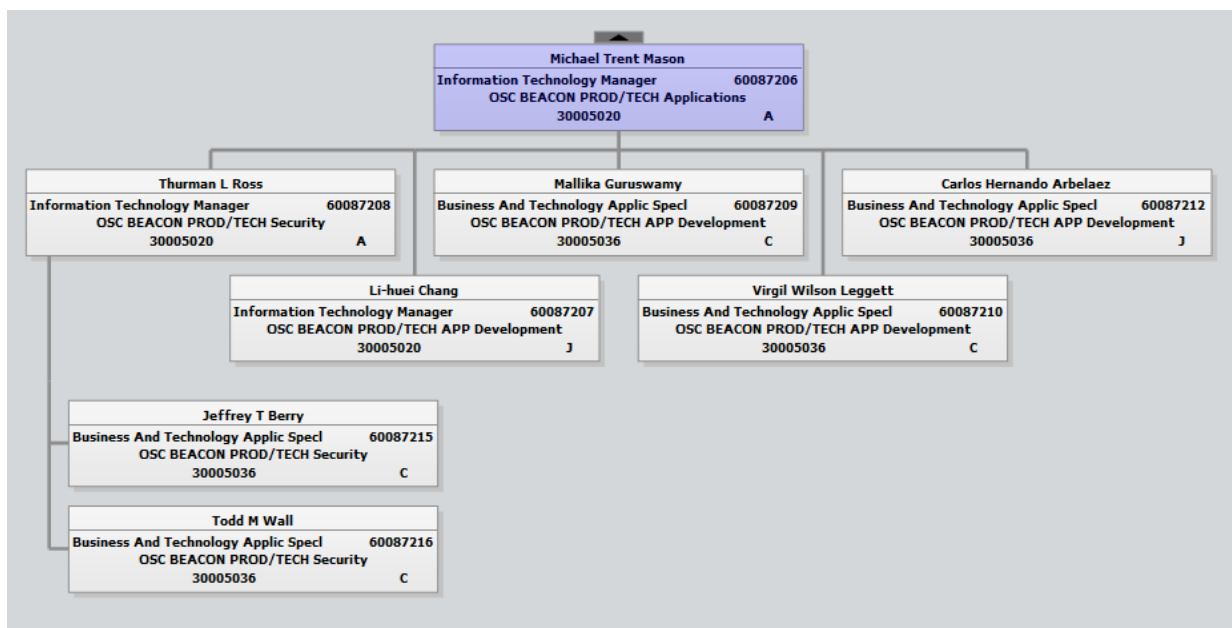 Michael Trent Mason
Information Technology Manager 60087206
OSC BEACON PROD/TECH Applications
30005020 A
Thurman L Ross
Information Technology Manager 60087208
OSC BEACON PROD/TECH Security
30005020 A
Mallika Guruswamy
Business And Technology Applic Specl 60087209
OSC BEACON PROD/TECH APP Development
30005036 C
Carlos Hernando Arbelaez
Business And Technology Applic Specl 60087212
OSC BEACON PROD/TECH APP Development
30005036 J
Li-huei Chang
Information Technology Manager 60087207
OSC BEACON PROD/TECH APP Development
30005020 J
Virgil Wilson Leggett
Business And Technology Applic Specl 60087210
OSC BEACON PROD/TECH APP Development
30005036 C
Jeffrey T Berry
Business And Technology Applic Specl 60087215
OSC BEACON PROD/TECH Security
30005036 C
Todd M Wall
Business And Technology Applic Specl 60087216
OSC BEACON PROD/TECH Security
30005036 C